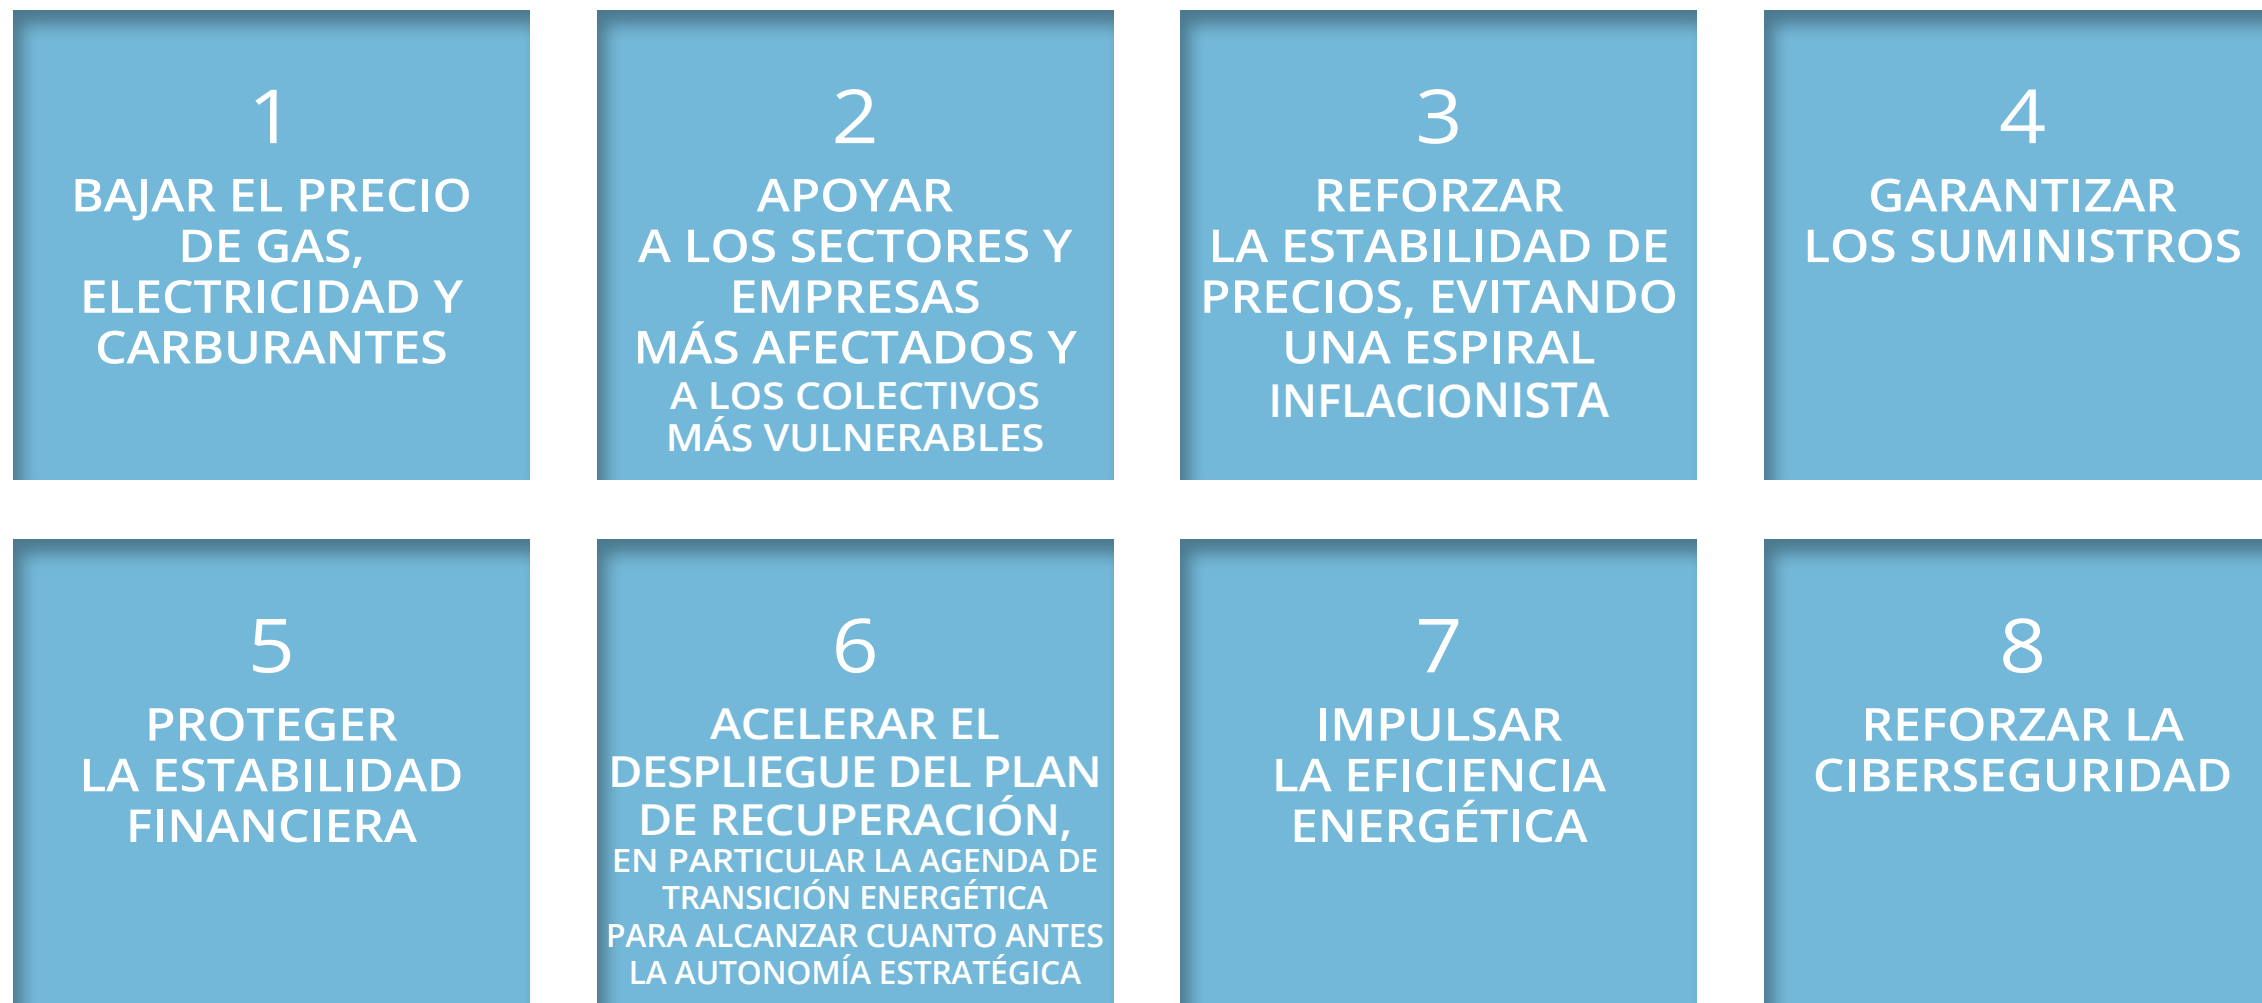 1
BAJAR EL PRECIO
DE GAS,
ELECTRICIDAD Y
CARBURANTES
2
APOYAR
A LOS SECTORES Y
EMPRESAS
MÁS AFECTADOS Y
A LOS COLECTIVOS
MÁS VULNERABLES
3
REFORZAR
LA ESTABILIDAD DE
PRECIOS, EVITANDO
UNA ESPIRAL
INFLACIONISTA
4
GARANTIZAR
LOS SUMINISTROS
5
PROTEGER
LA ESTABILIDAD
FINANCIERA
6
ACELERAR EL
DESPLIEGUE DEL PLAN
DE RECUPERACIÓN,
EN PARTICULAR LA AGENDA DE
TRANSICIÓN ENERGÉTICA
PARA ALCANZAR CUANTO ANTES
LA AUTONOMÍA ESTRATÉGICA
7
IMPULSAR
LA EFICIENCIA
ENERGÉTICA
8
REFORZAR LA
CIBERSEGURIDAD